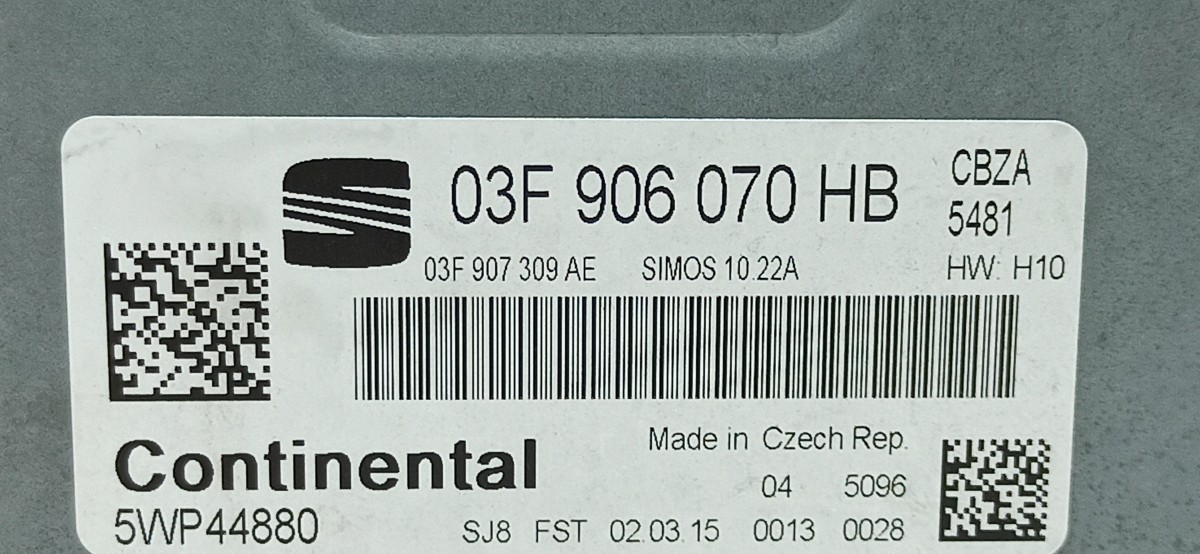 03F 906 070 HB
CBZA
5481
03F 907 309 AE SIMOS 10.22A
HW: H10
Continental
Made in Czech Rep.
04 5096
5WP44880
SJ8 FST 02.03.15 0013 0028